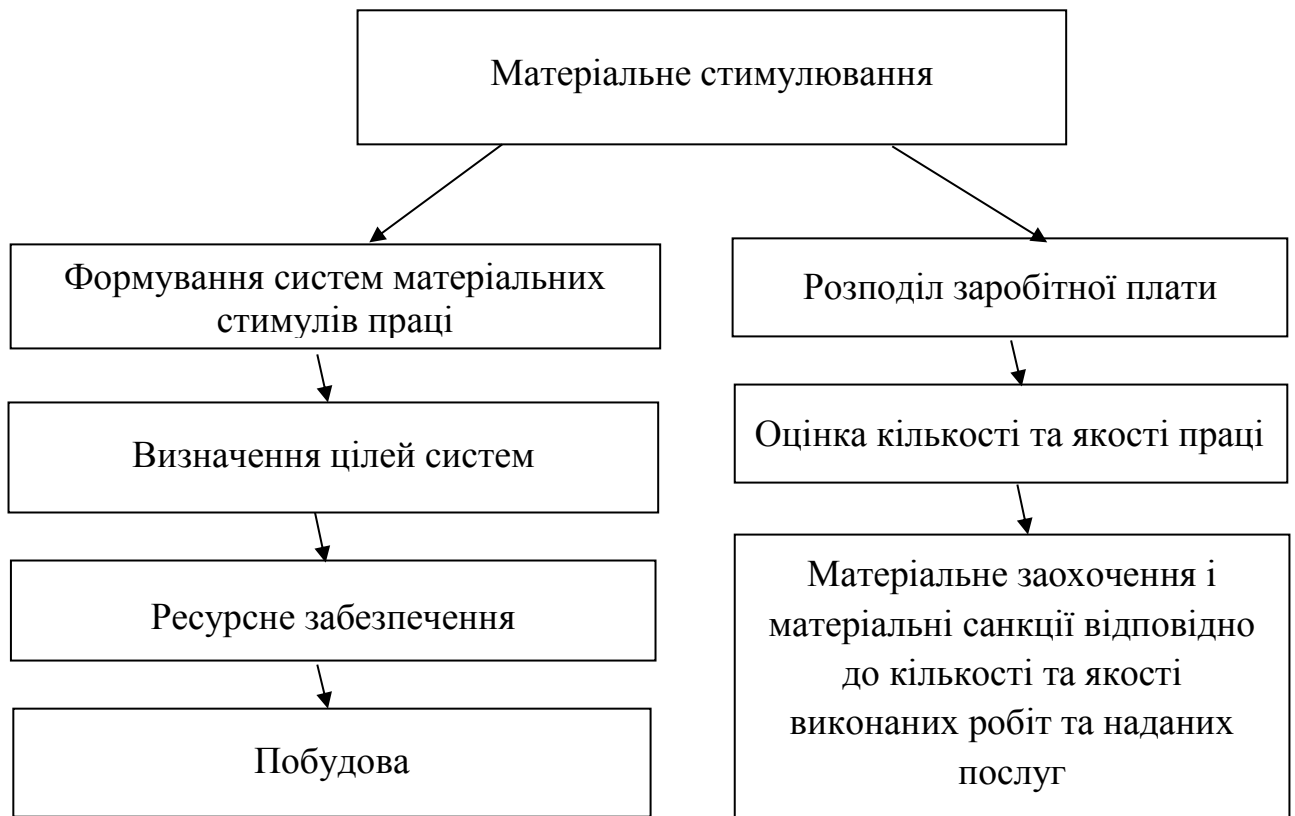 Матеріальне стимулювання
Формування систем матеріальних
стимулів праці
Визначення цілей систем
Ресурсне забезпечення
Побудова
Розподіл заробітної плати
Оцінка кількості та якості праці
Матеріальне заохочення і
матеріальні санкції відповідно
до кількості та якості
виконаних робіт та наданих
послуг